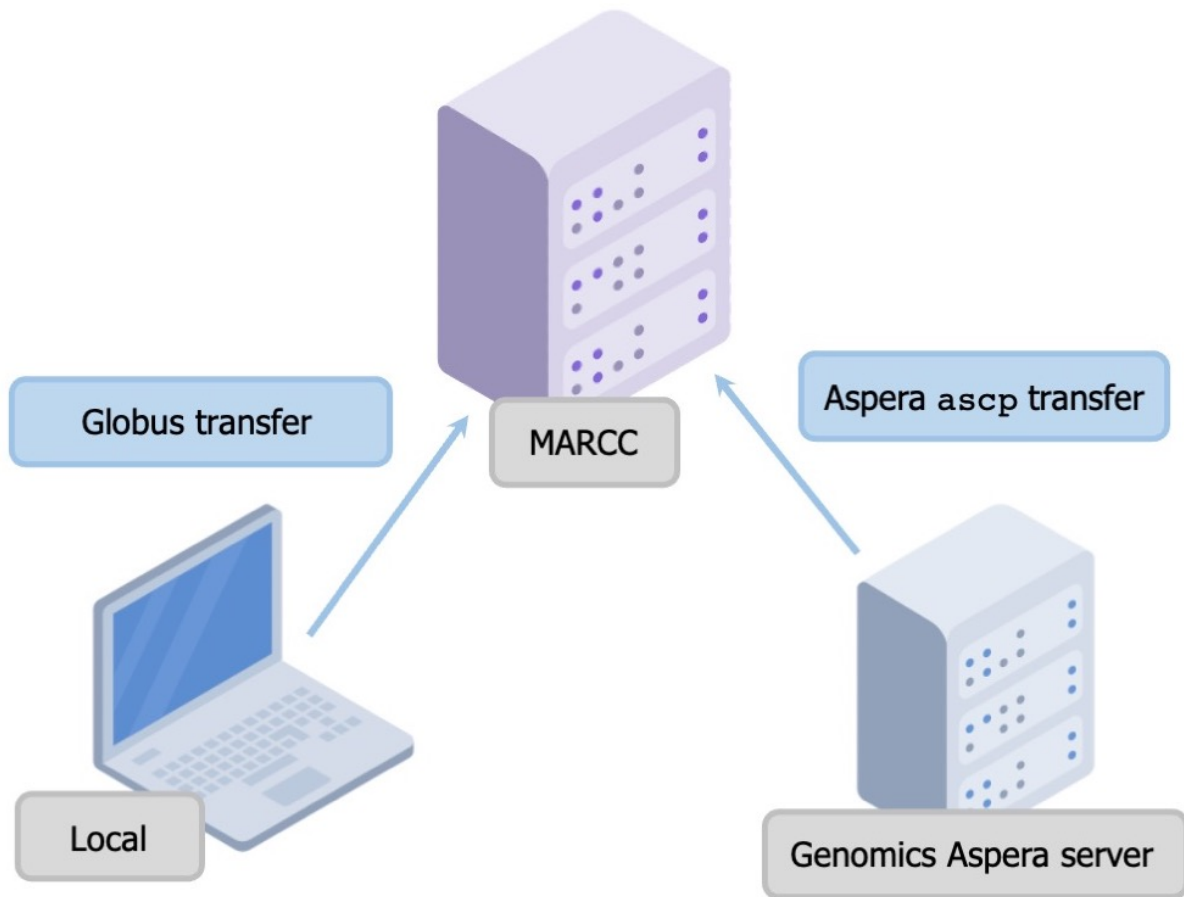 Globus transfer
Aspera ascp transfer
MARCC
Local
Genomics Aspera server